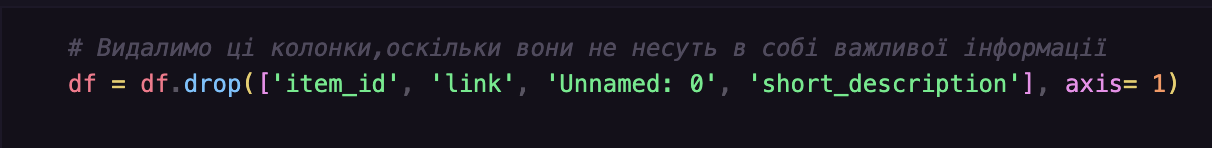 # Видалимо ці колонки,оскільки вони не несуть в собі важливої інформації
df = df.drop(['item_id', 'link', 'Unnamed: 0', 'short_description'], axis= 1)